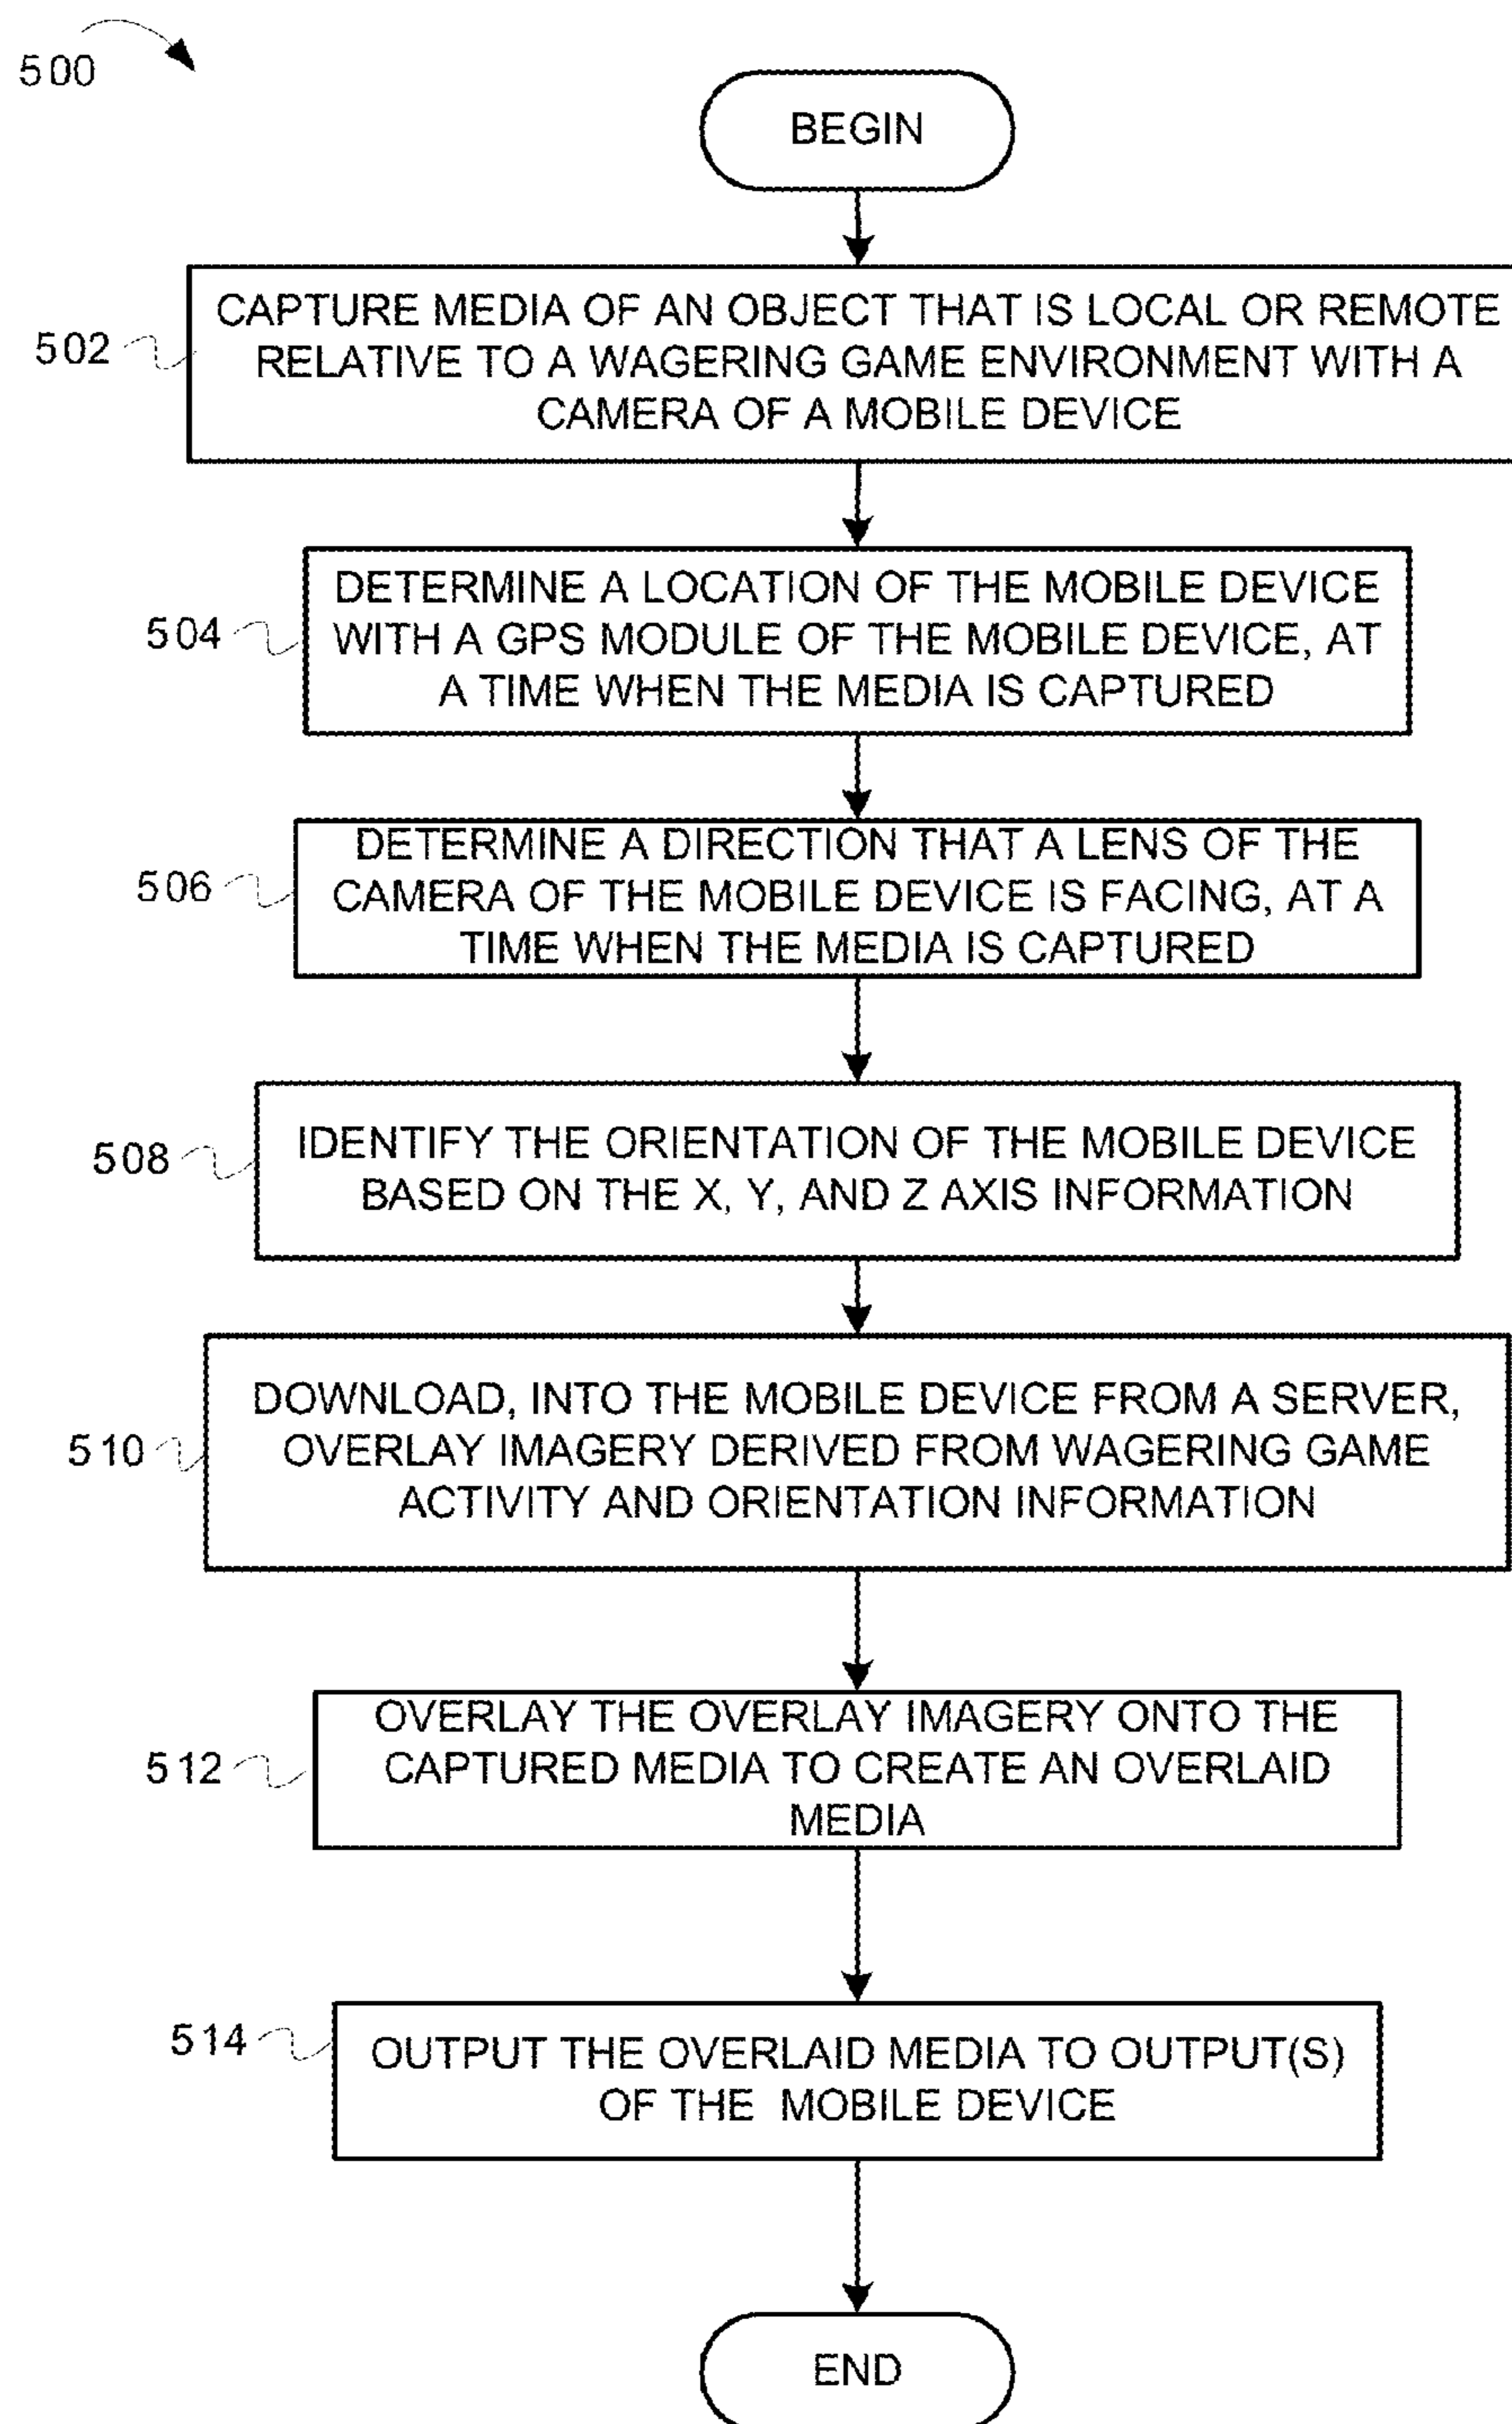 500
BEGIN
502
CAPTURE MEDIA OF AN OBJECT THAT IS LOCAL OR REMOTE
RELATIVE TO A WAGERING GAME ENVIRONMENT WITH A
CAMERA OF A MOBILE DEVICE
504
DETERMINE A LOCATION OF THE MOBILE DEVICE
WITH A GPS MODULE OF THE MOBILE DEVICE, AT
A TIME WHEN THE MEDIA IS CAPTURED
506
DETERMINE A DIRECTION THAT A LENS OF THE
CAMERA OF THE MOBILE DEVICE IS FACING, AT A
TIME WHEN THE MEDIA IS CAPTURED
508
IDENTIFY THE ORIENTATION OF THE MOBILE DEVICE
BASED ON THE X, Y, AND Z AXIS INFORMATION
510
DOWNLOAD, INTO THE MOBILE DEVICE FROM A SERVER,
OVERLAY IMAGERY DERIVED FROM WAGERING GAME
ACTIVITY AND ORIENTATION INFORMATION
512
OVERLAY THE OVERLAY IMAGERY ONTO THE
CAPTURED MEDIA TO CREATE AN OVERLAID
MEDIA
514
OUTPUT THE OVERLAID MEDIA TO OUTPUT(S)
OF THE MOBILE DEVICE
END